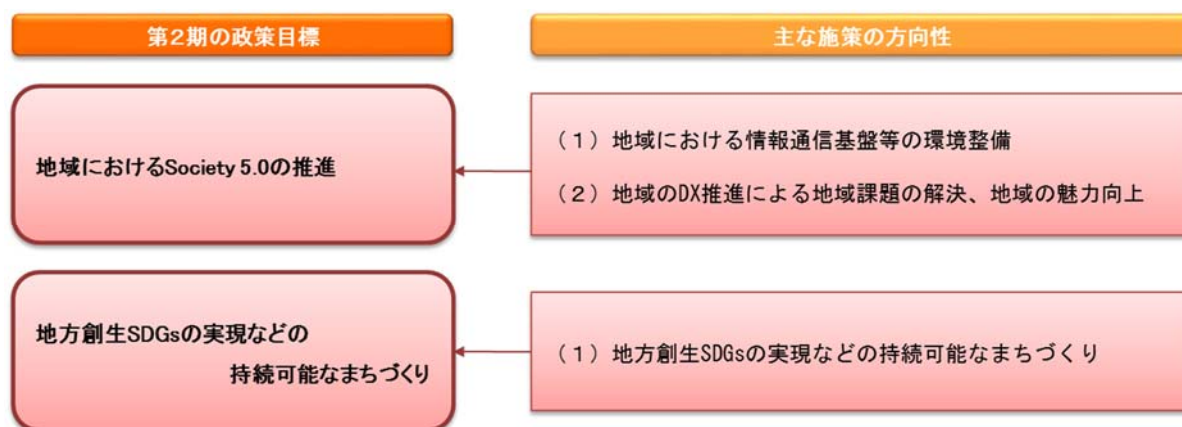 第2期の政策目標
主な施策の方向性
地域におけるSociety 5.0の推進
（１）地域における情報通信基盤等の環境整備
（２）地域のDX推進による地域課題の解決、地域の魅力向上
地方創生SDGsの実現などの
持続可能なまちづくり
（１）地方創生SDGsの実現などの持続可能なまちづくり